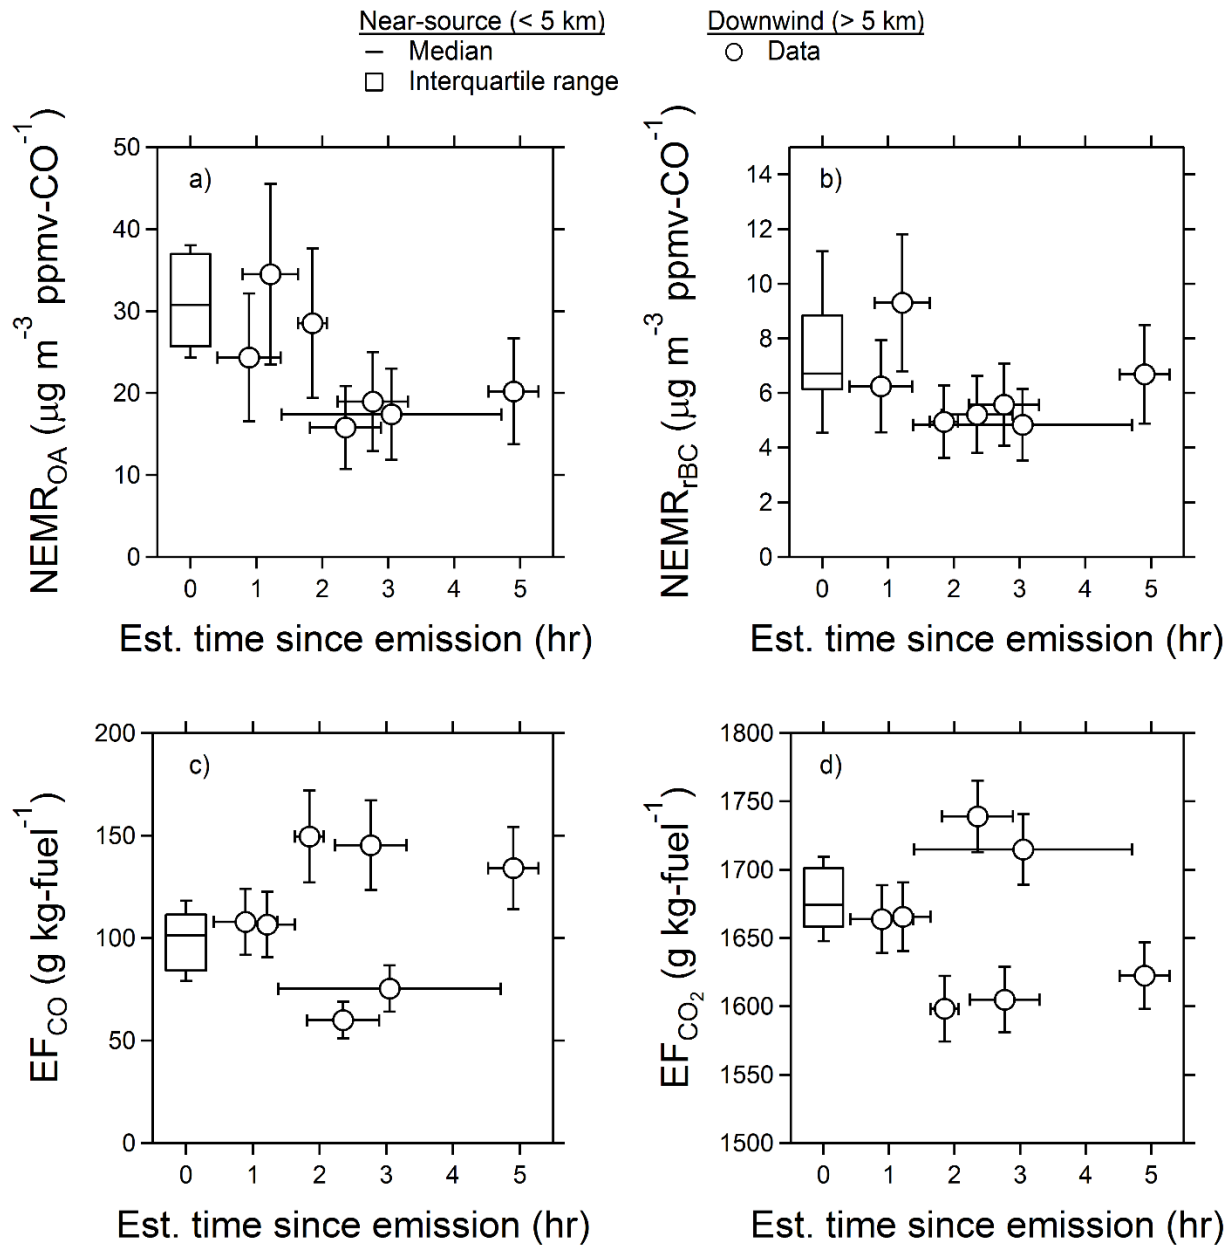 Near-source (< 5 km)
Median
Interquartile range
Downwind (> 5 km)
Data
a)
NEMR_OA (μg m^-3 ppmv-CO^-1)
50
40
30
20
10
0
0 1 2 3 4 5
Est. time since emission (hr)
b)
NEMR_rBC (μg m^-3 ppmv-CO^-1)
14
12
10
8
6
4
2
0
0 1 2 3 4 5
Est. time since emission (hr)
c)
EF_CO (g kg-fuel^-1)
200
150
100
50
0
0 1 2 3 4 5
Est. time since emission (hr)
d)
EF_CO2 (g kg-fuel^-1)
1800
1750
1700
1650
1600
1550
1500
0 1 2 3 4 5
Est. time since emission (hr)